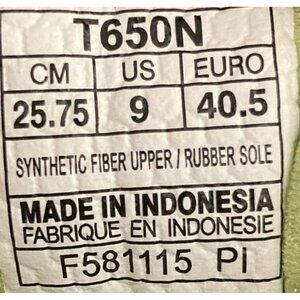 T650N
CM US EURO
25.75 9 40.5
SYNTHETIC FIBER UPPER / RUBBER SOLE
MADE IN INDONESIA
FABRIQUE EN INDONESIE
F581115 PI